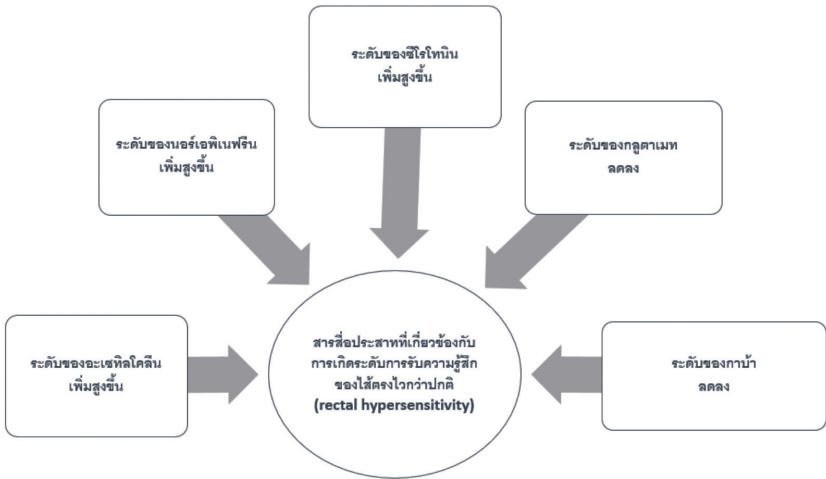 ระดับของซีโรโทนิน
เพิ่มสูงขึ้น
ระดับของนอร์เอพิเนฟรีน
เพิ่มสูงขึ้น
ระดับของกลูตาเมท
ลดลง
ระดับของอะเซทิลโคลีน
เพิ่มสูงขึ้น
สารสื่อประสาทที่เกี่ยวข้องกับ
การเกิดระดับการรับความรู้สึก
ของไส้ตรงไวกว่าปกติ
(rectal hypersensitivity)
ระดับของกาบ้า
ลดลง